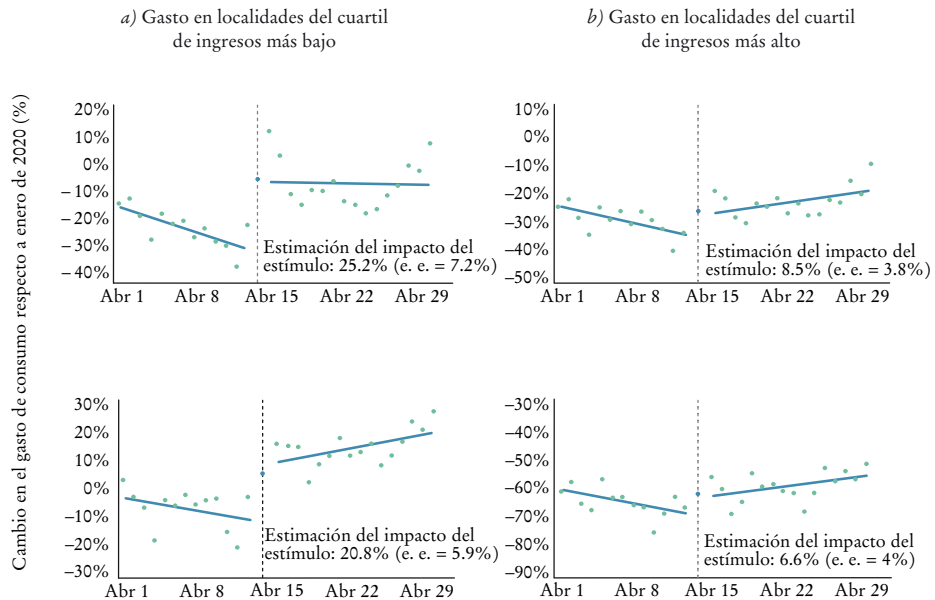 a) Gasto en localidades del cuartil
de ingresos más bajo
b) Gasto en localidades del cuartil
de ingresos más alto
Cambio en el gasto de consumo respecto a enero de 2020 (%)
20%
10%
0%
–10%
–20%
–30%
–40%
Estimación del impacto del
estímulo: 25.2% (e. e. = 7.2%)
Abr 1 Abr 8 Abr 15 Abr 22 Abr 29
10%
0%
–10%
–20%
–30%
–40%
–50%
Estimación del impacto del
estímulo: 8.5% (e. e. = 3.8%)
Abr 1 Abr 8 Abr 15 Abr 22 Abr 29
30%
20%
10%
0%
–10%
–20%
–30%
Estimación del impacto del
estímulo: 20.8% (e. e. = 5.9%)
Abr 1 Abr 8 Abr 15 Abr 22 Abr 29
–30%
–40%
–50%
–60%
–70%
–80%
–90%
Estimación del impacto del
estímulo: 6.6% (e. e. = 4%)
Abr 1 Abr 8 Abr 15 Abr 22 Abr 29